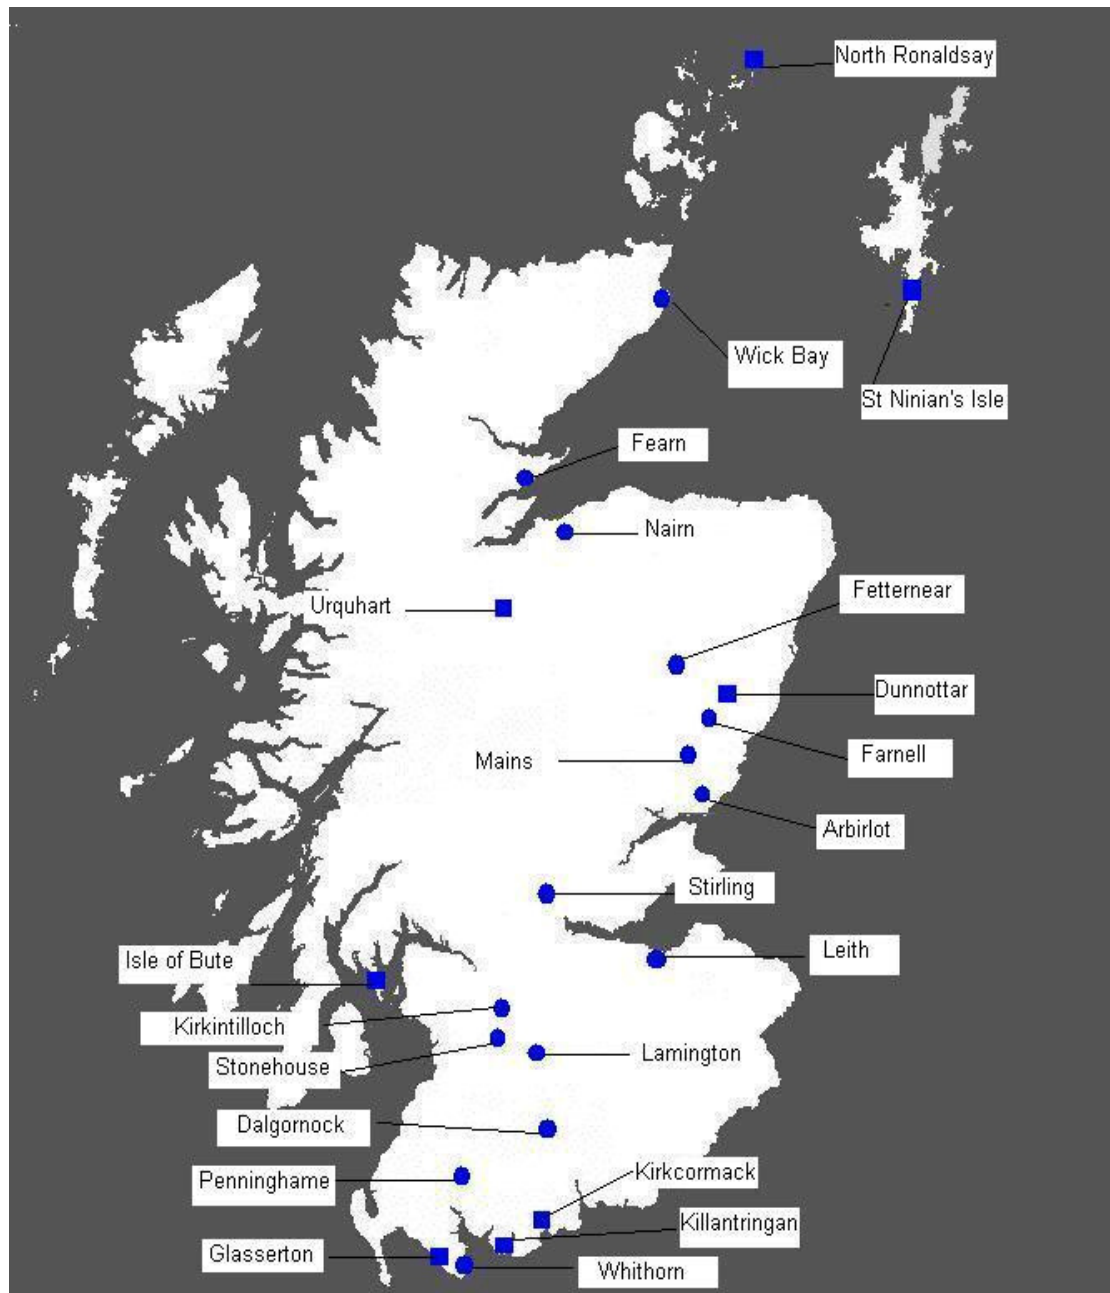 North Ronaldsay
Wick Bay
St Ninian's Isle
Fearn
Nairn
Fetternear
Urquhart
Dunnottar
Farnell
Mains
Arbirlot
Stirling
Leith
Isle of Bute
Kirkintilloch
Lamington
Stonehouse
Dalgornock
Kirkcormack
Penninghame
Killantringan
Glasserton
Whithorn